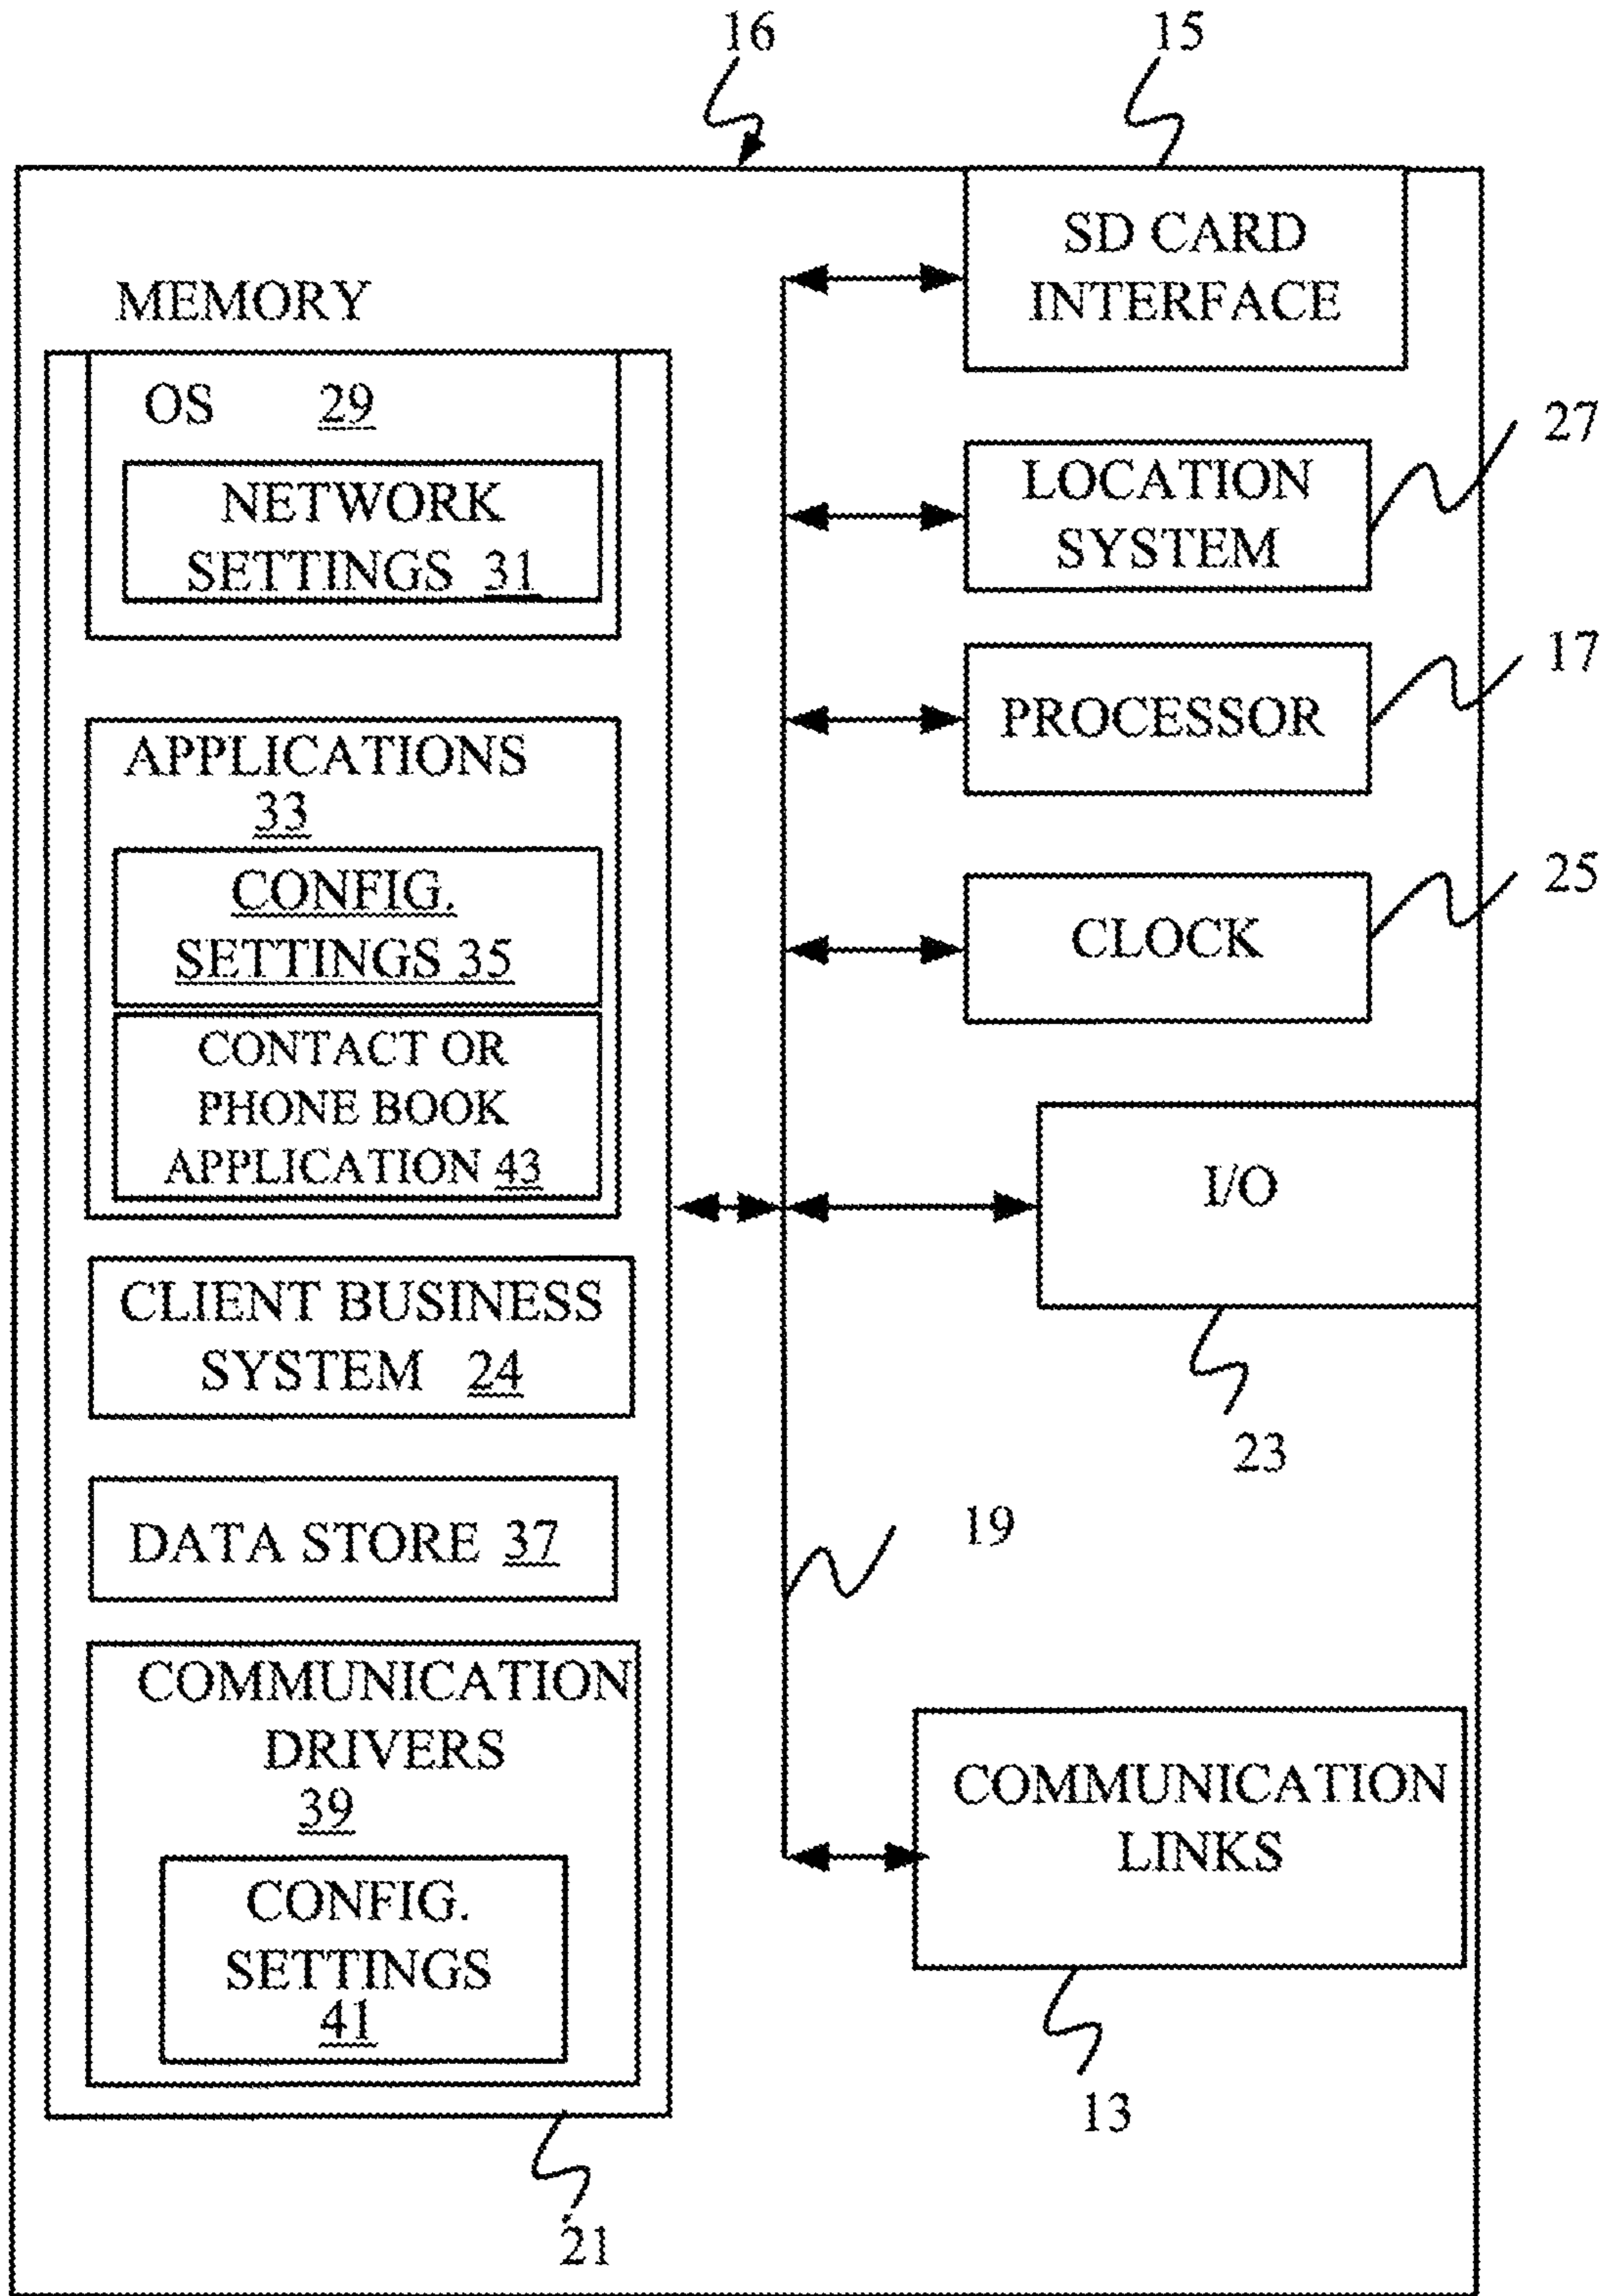 16
15
MEMORY
OS 29
NETWORK
SETTINGS 31
APPLICATIONS
33
CONFIG.
SETTINGS 35
CONTACT OR
PHONE BOOK
APPLICATION 43
CLIENT BUSINESS
SYSTEM 24
DATA STORE 37
COMMUNICATION
DRIVERS
39
CONFIG.
SETTINGS
41
21
SD CARD
INTERFACE
LOCATION
SYSTEM
27
PROCESSOR
17
CLOCK
25
I/O
23
19
COMMUNICATION
LINKS
13